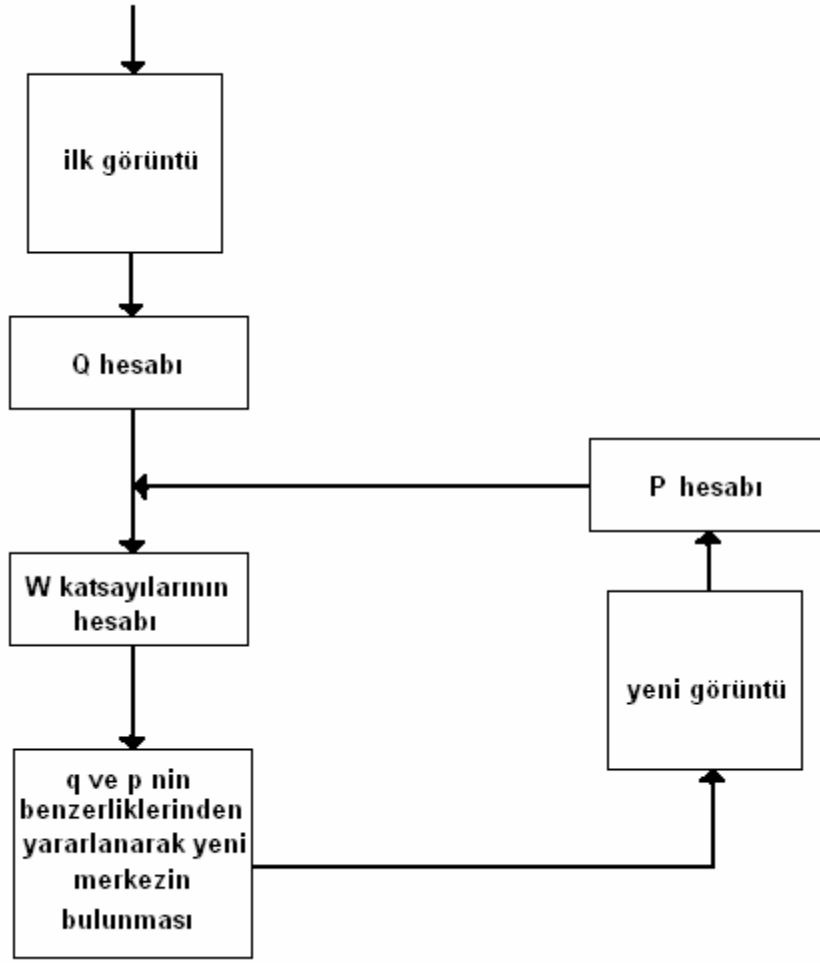 ilk görüntü
Q hesabı
W katsayılarının
hesabı
q ve p nin
benzerliklerinden
yararlanarak yeni
merkezin
bulunması
yeni görüntü
P hesabı